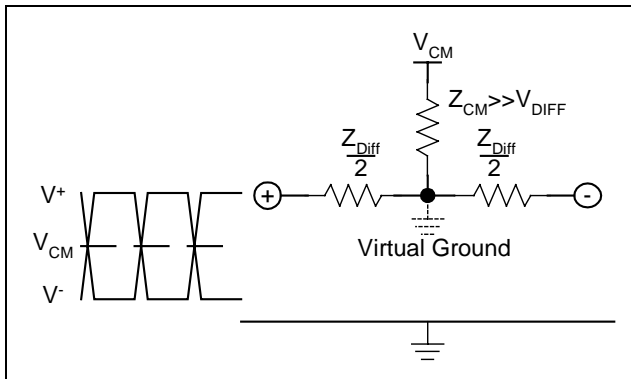 V_CM
Z_CM>>V_DIFF
Z_Diff
2
Z_Diff
2
V+
+
-
V_CM
Virtual Ground
V-